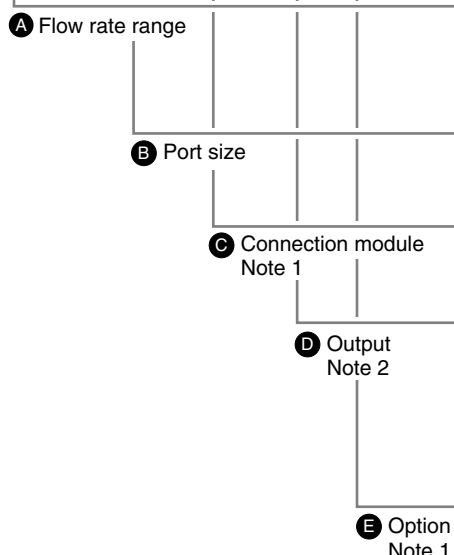 A Flow rate range
B Port size
C Connection module
Note 1
D Output
Note 2
E Option
Note 1